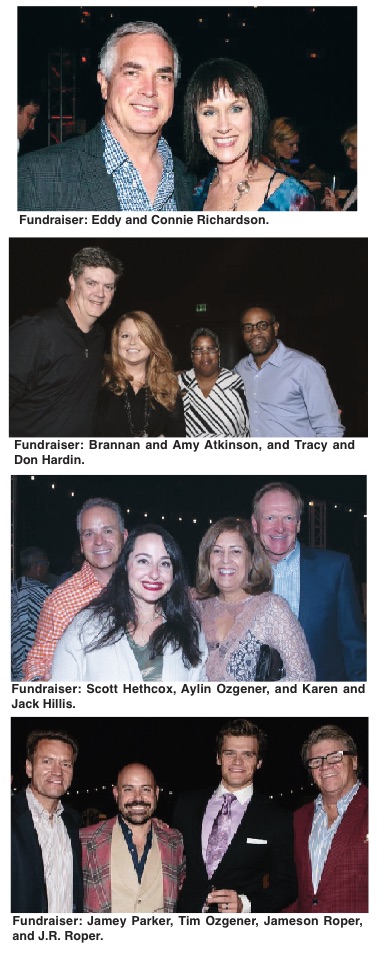 Fundraiser: Eddy and Connie Richardson.
Fundraiser: Brannan and Amy Atkinson, and Tracy and
Don Hardin.
Fundraiser: Scott Hethcox, Aylin Ozgener, and Karen and
Jack Hillis.
Fundraiser: Jamey Parker, Tim Ozgener, Jameson Roper,
and J.R. Roper.